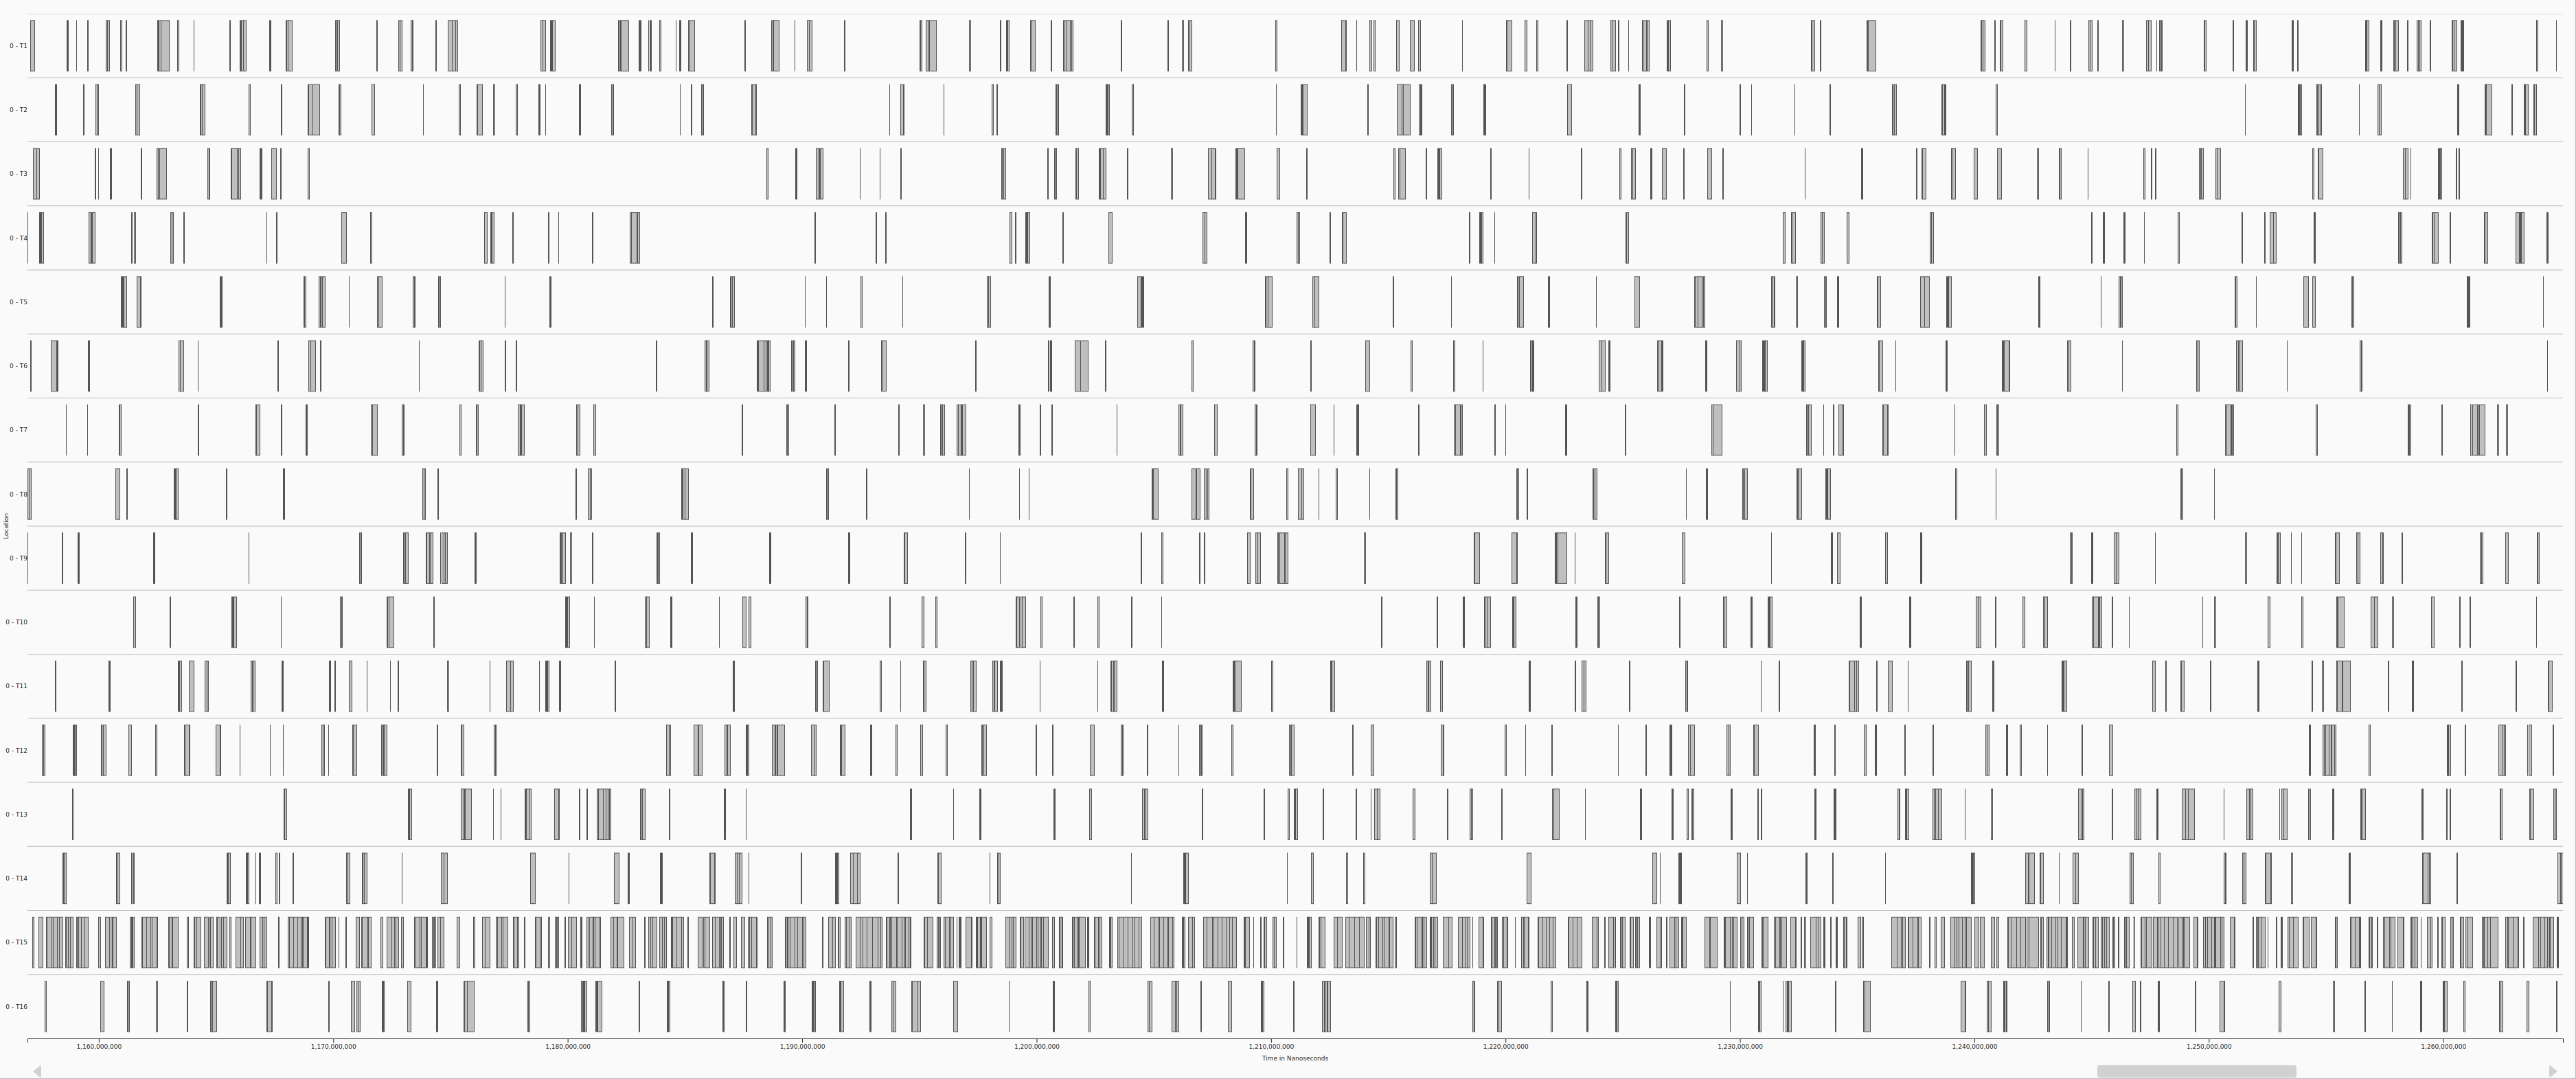 0 - T1
0 - T2
0 - T3
0 - T4
0 - T5
0 - T6
0 - T7
0 - T8
Location
0 - T9
0 - T10
0 - T11
0 - T12
0 - T13
0 - T14
0 - T15
0 - T16
1,160,000,000 1,170,000,000 1,180,000,000 1,190,000,000 1,200,000,000 1,210,000,000 1,220,000,000 1,230,000,000 1,240,000,000 1,250,000,000 1,260,000,000
Time in Nanoseconds